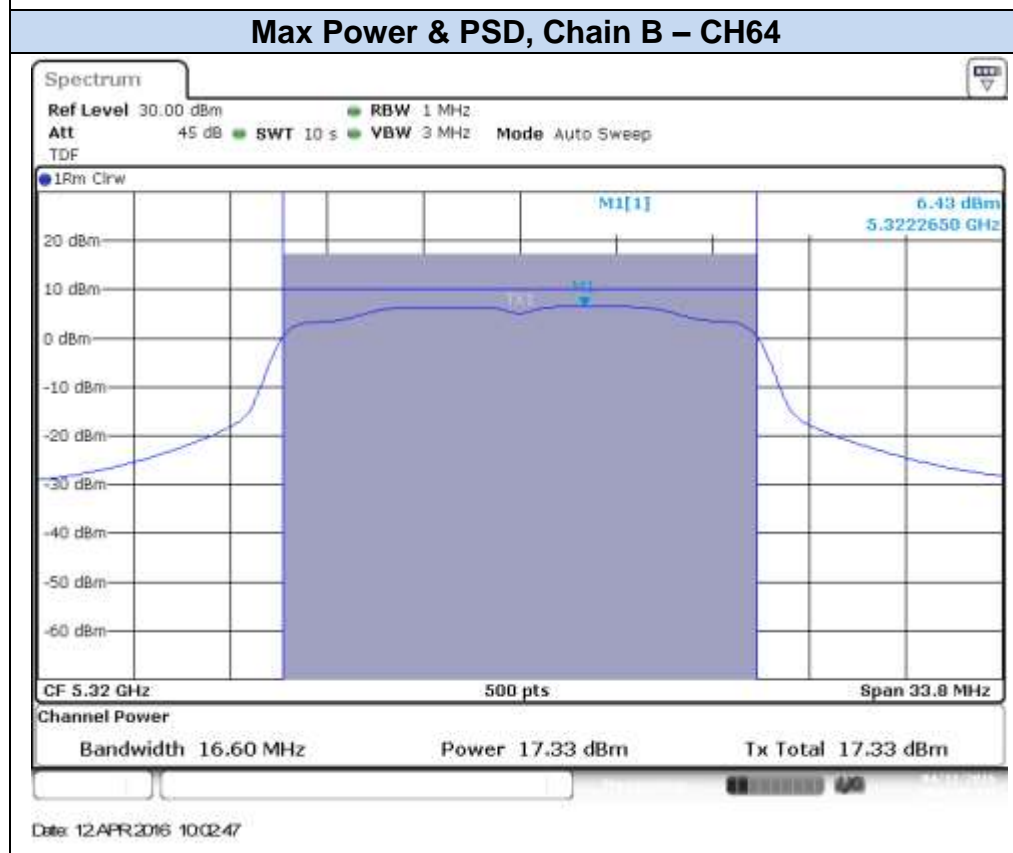 Max Power & PSD, Chain B – CH64
Spectrum
Ref Level 30.00 dBm RBW 1 MHz
Att 45 dB SWT 10 s VBW 3 MHz Mode Auto Sweep
TDF
1Rm Clrw
M1[1] 6.43 dBm
5.3222650 GHz
20 dBm
10 dBm
M1
0 dBm
-10 dBm
-20 dBm
-30 dBm
-40 dBm
-50 dBm
-60 dBm
CF 5.32 GHz 500 pts Span 33.8 MHz
Channel Power
Bandwidth 16.60 MHz Power 17.33 dBm Tx Total 17.33 dBm
Date: 12.APR.2016 10:02:47